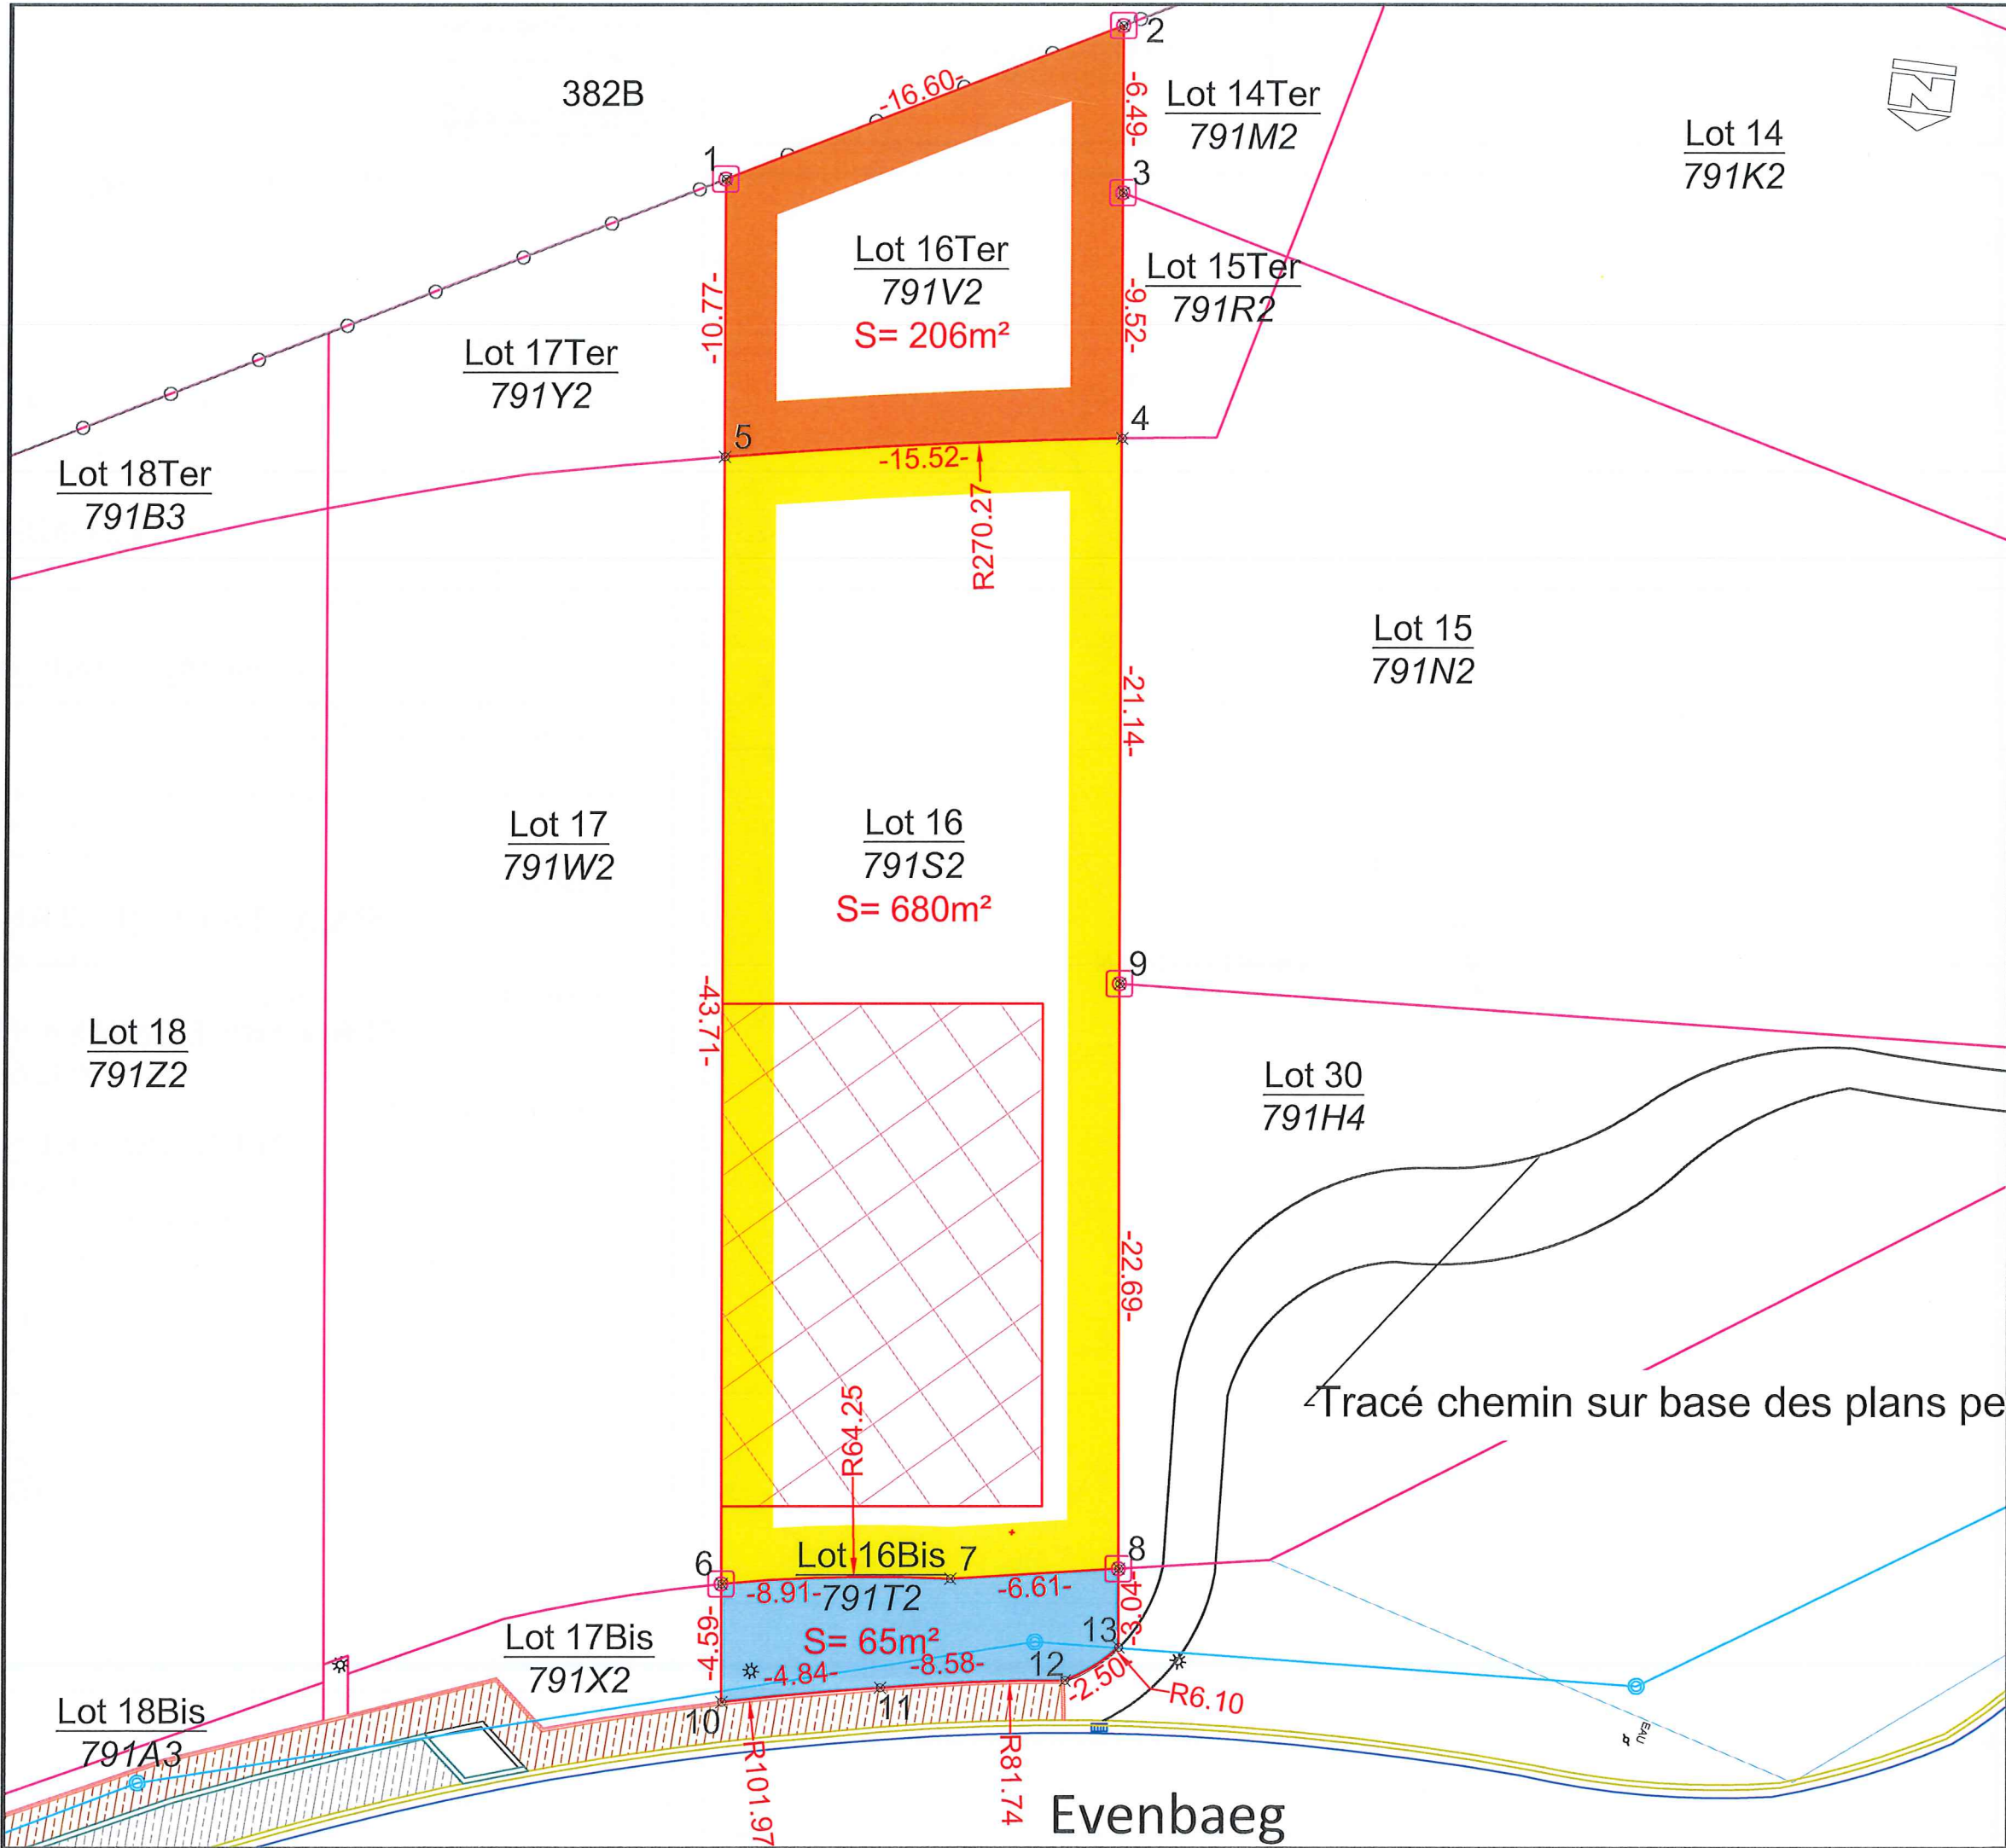 2
382B
-16.60-
-6.49-
Lot 14Ter
791M2
Lot 14
791K2
N
1
3
Lot 16Ter
791V2
S= 206m²
Lot 15Ter
791R2
-10.77-
-9.52-
Lot 17Ter
791Y2
4
5
-15.52-
R270.27
Lot 18Ter
791B3
Lot 15
791N2
-21.14-
Lot 17
791W2
Lot 16
791S2
S= 680m²
9
-43.71-
Lot 18
791Z2
Lot 30
791H4
-22.69-
Tracé chemin sur base des plans pe
R64.25
6
Lot 16Bis
7
8
-8.91-
791T2
-6.61-
-3.04-
-4.59-
S= 65m²
13
Lot 17Bis
791X2
-4.84-
-8.58-
12
-2.50-
R6.10
10
11
Lot 18Bis
791A3
R101.97
R81.74
EAU
Evenbaeg